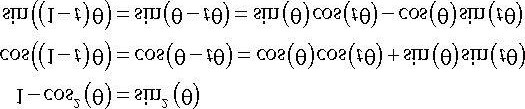 sin((1−t)θ) = sin(θ−tθ) = sin(θ)cos(tθ)−cos(θ)sin(tθ)
cos((1−t)θ) = cos(θ−tθ) = cos(θ)cos(tθ)+sin(θ)sin(tθ)
1−cos²(θ) = sin²(θ)